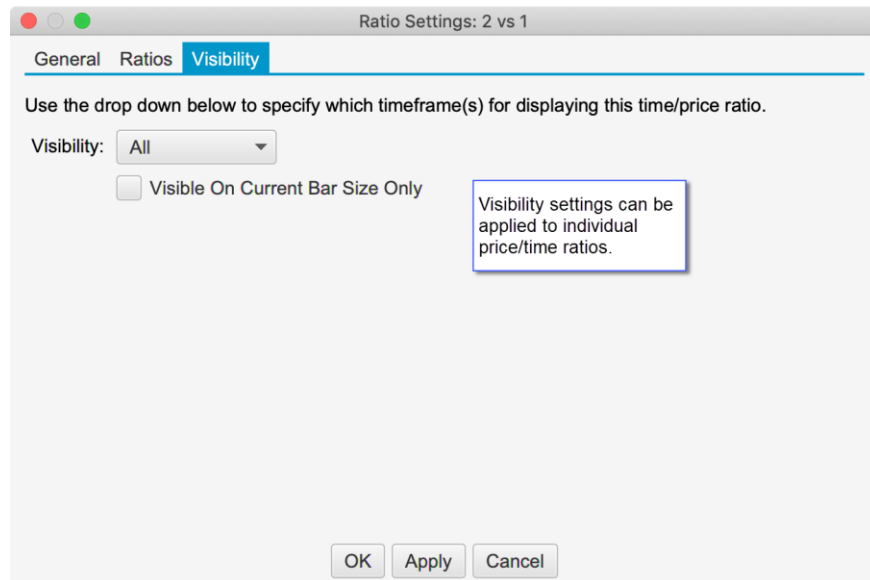 Ratio Settings: 2 vs 1
General Ratios Visibility
Use the drop down below to specify which timeframe(s) for displaying this time/price ratio.
Visibility: All
Visible On Current Bar Size Only
Visibility settings can be
applied to individual
price/time ratios.
OK Apply Cancel